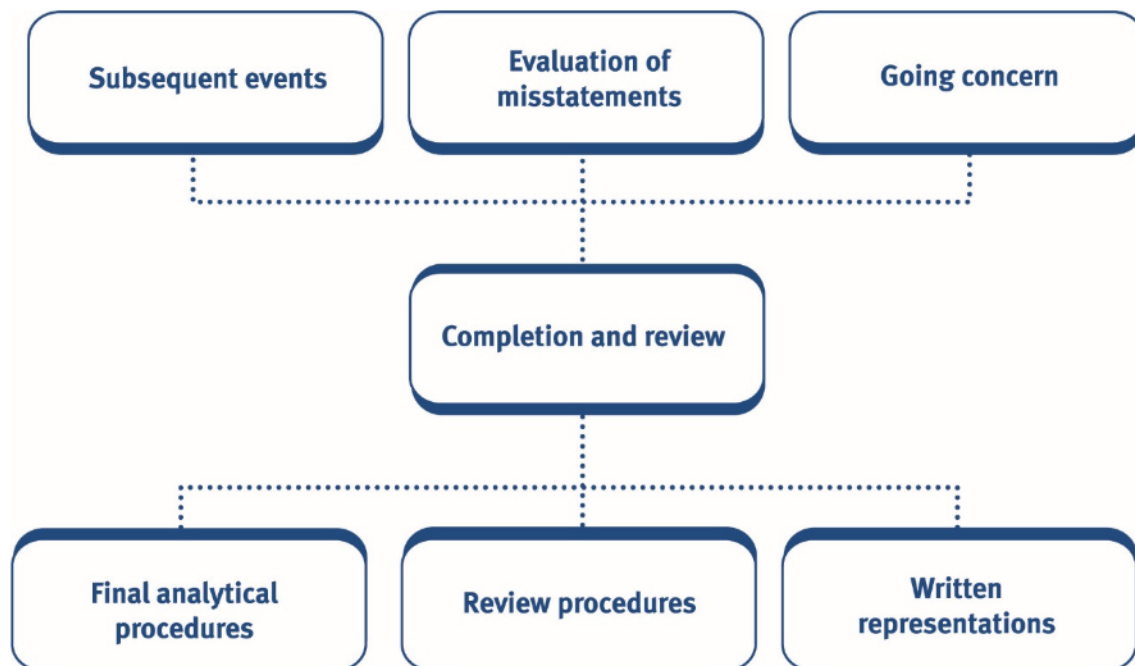 Subsequent events
Evaluation of
misstatements
Going concern
Completion and review
Final analytical
procedures
Review procedures
Written
representations